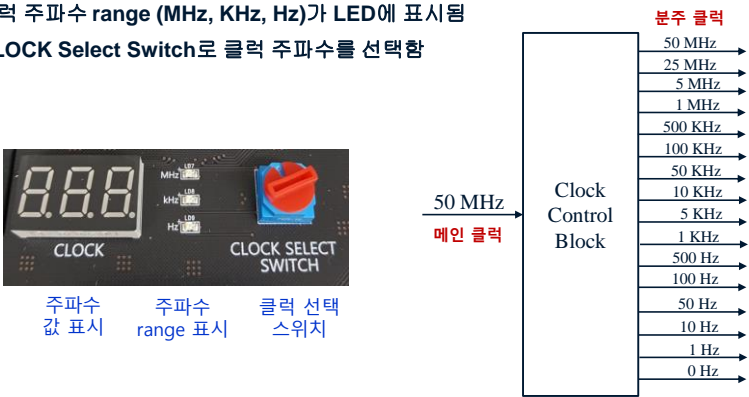 럭 주파수 range (MHz, KHz, Hz)가 LED에 표시됨
LOCK Select Switch로 클럭 주파수를 선택함
LD7
MHz
LD8
kHz
LD9
Hz
CLOCK
CLOCK SELECT
SWITCH
주파수
값 표시
주파수
range 표시
클럭 선택
스위치
50 MHz
메인 클럭
Clock
Control
Block
분주 클럭
50 MHz
25 MHz
5 MHz
1 MHz
500 KHz
100 KHz
50 KHz
10 KHz
5 KHz
1 KHz
500 Hz
100 Hz
50 Hz
10 Hz
1 Hz
0 Hz